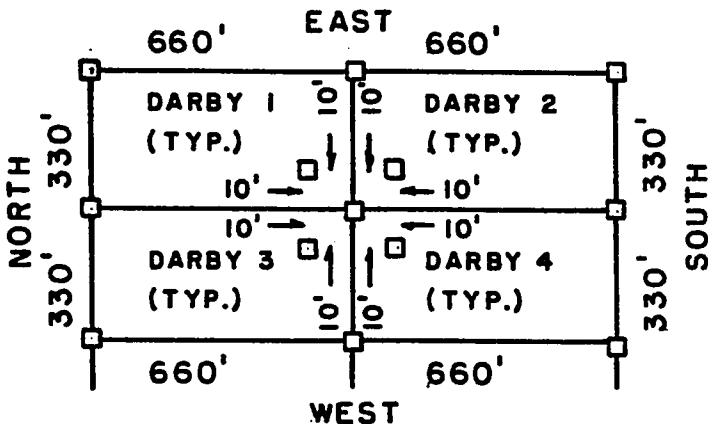 EAST
660' 660'
10' 10'
DARBY 1 DARBY 2
(TYP.) (TYP.)
330' 330'
10' 10'
NORTH SOUTH
10' 10'
DARBY 3 DARBY 4
(TYP.) (TYP.)
330' 330'
10' 10'
660' 660'
WEST